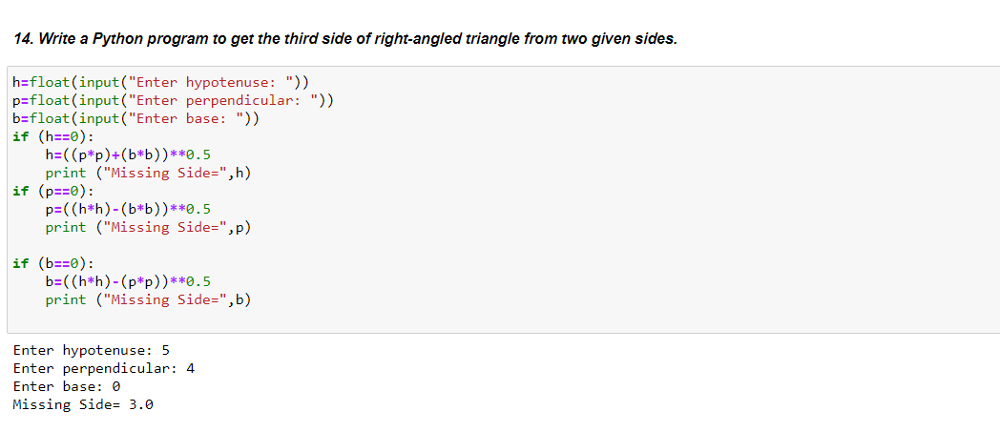 14. Write a Python program to get the third side of right-angled triangle from two given sides.
h=float(input("Enter hypotenuse: "))
p=float(input("Enter perpendicular: "))
b=float(input("Enter base: "))
if (h==0):
    h=((p*p)+(b*b))**0.5
    print ("Missing Side=",h)
if (p==0):
    p=((h*h)-(b*b))**0.5
    print ("Missing Side=",p)
if (b==0):
    b=((h*h)-(p*p))**0.5
    print ("Missing Side=",b)
Enter hypotenuse: 5
Enter perpendicular: 4
Enter base: 0
Missing Side= 3.0